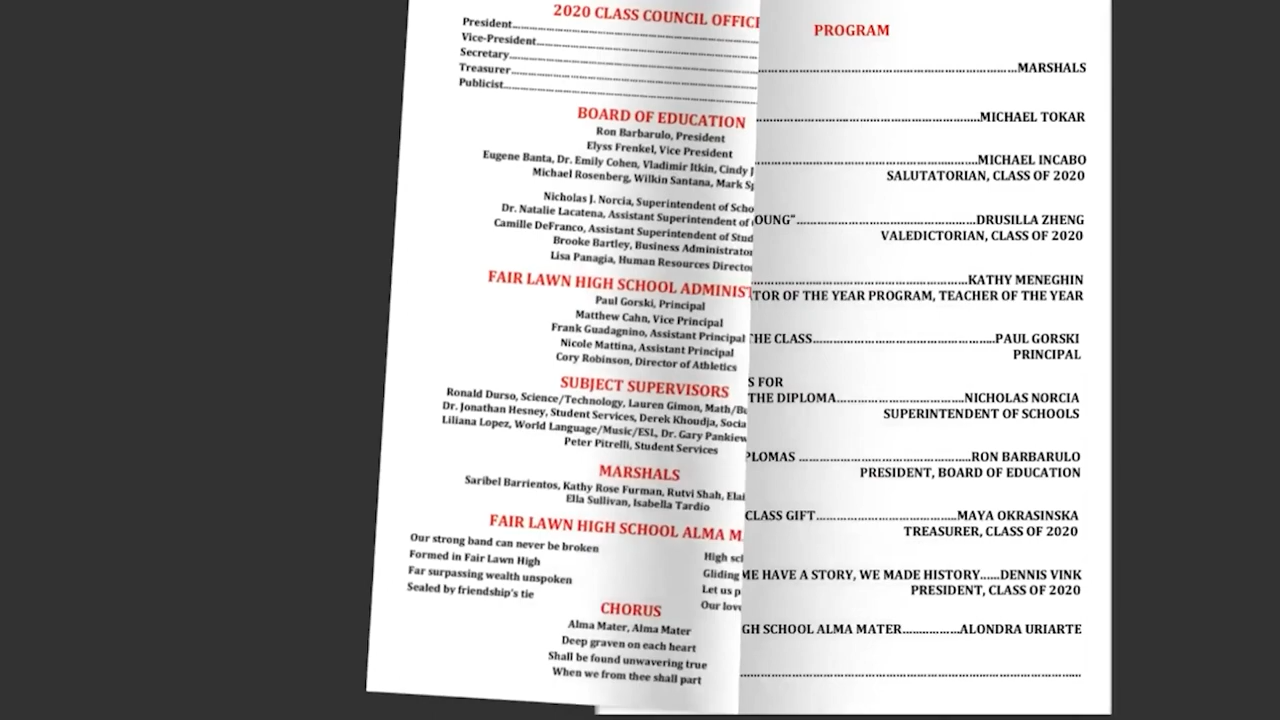 2020 CLASS COUNCIL OFFICE
President
Vice-President
Secretary
Treasurer
Publicist
BOARD OF EDUCATION
Ron Barbarulo, President
Elyss Frenkel, Vice President
Eugene Banta, Dr. Emily Cohen, Vladimir Itkin, Cindy
Michael Rosenberg, Wilkin Santana, Mark
Nicholas J. Norcia, Superintendent of Scho
Dr. Natalie Lacatena, Assistant Superintendent of
Camille DeFranco, Assistant Superintendent of Stud
Brooke Bartley, Business Administrator
Lisa Panagia, Human Resources Director
FAIR LAWN HIGH SCHOOL ADMINIST
Paul Gorski, Principal
Matthew Cahn, Vice Principal
Frank Guadagnino, Assistant Principal
Nicole Mattina, Assistant Principal
Cory Robinson, Director of Athletics
SUBJECT SUPERVISORS
Ronald Durso, Science/Technology, Lauren Gimon, Math/Bu
Dr. Jonathan Hesney, Student Services, Derek Khoudja, Socia
Liliana Lopez, World Language/Music/ESL, Dr. Gary Pankiew
Peter Pitrelli, Student Services
MARSHALS
Saribel Barrientos, Kathy Rose Furman, Rutvi Shah, Elai
Ella Sullivan, Isabella Tardio
FAIR LAWN HIGH SCHOOL ALMA M
Our strong band can never be broken
Formed in Fair Lawn High
Far surpassing wealth unspoken
Sealed by friendship's tie
High scl
Gliding
Let us p
Our love
CHORUS
Alma Mater, Alma Mater
Deep graven on each heart
Shall be found unwavering true
When we from thee shall part
PROGRAM
MARSHALS
MICHAEL TOKAR
MICHAEL INCABO
SALUTATORIAN, CLASS OF 2020
OUNG"……DRUSILLA ZHENG
VALEDICTORIAN, CLASS OF 2020
KATHY MENEGHIN
TOR OF THE YEAR PROGRAM, TEACHER OF THE YEAR
THE CLASS……PAUL GORSKI
PRINCIPAL
S FOR
THE DIPLOMA……NICHOLAS NORCIA
SUPERINTENDENT OF SCHOOLS
PLOMAS ……RON BARBARULO
PRESIDENT, BOARD OF EDUCATION
CLASS GIFT……MAYA OKRASINSKA
TREASURER, CLASS OF 2020
ME HAVE A STORY, WE MADE HISTORY……DENNIS VINK
PRESIDENT, CLASS OF 2020
GH SCHOOL ALMA MATER……ALONDRA URIARTE